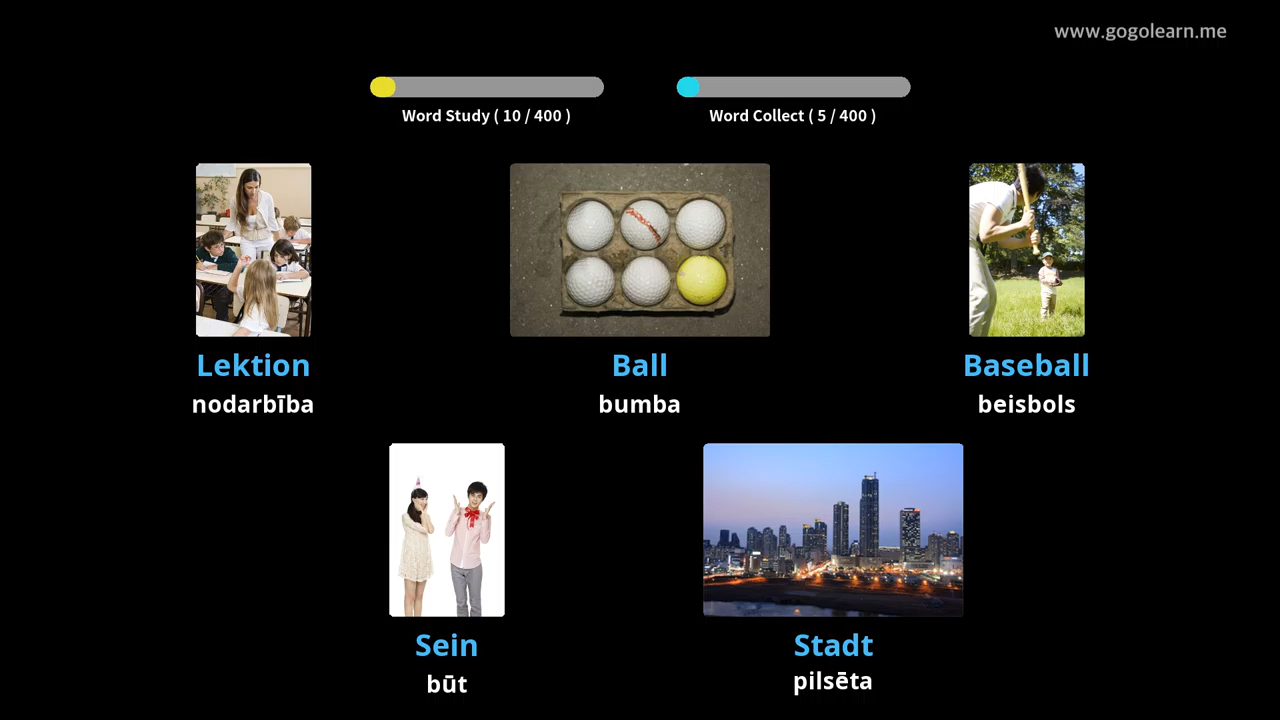 www.gogolearn.me
Word Study ( 10 / 400 )
Word Collect ( 5 / 400 )
Lektion
nodarbība
Ball
bumba
Baseball
beisbols
Sein
būt
Stadt
pilsēta